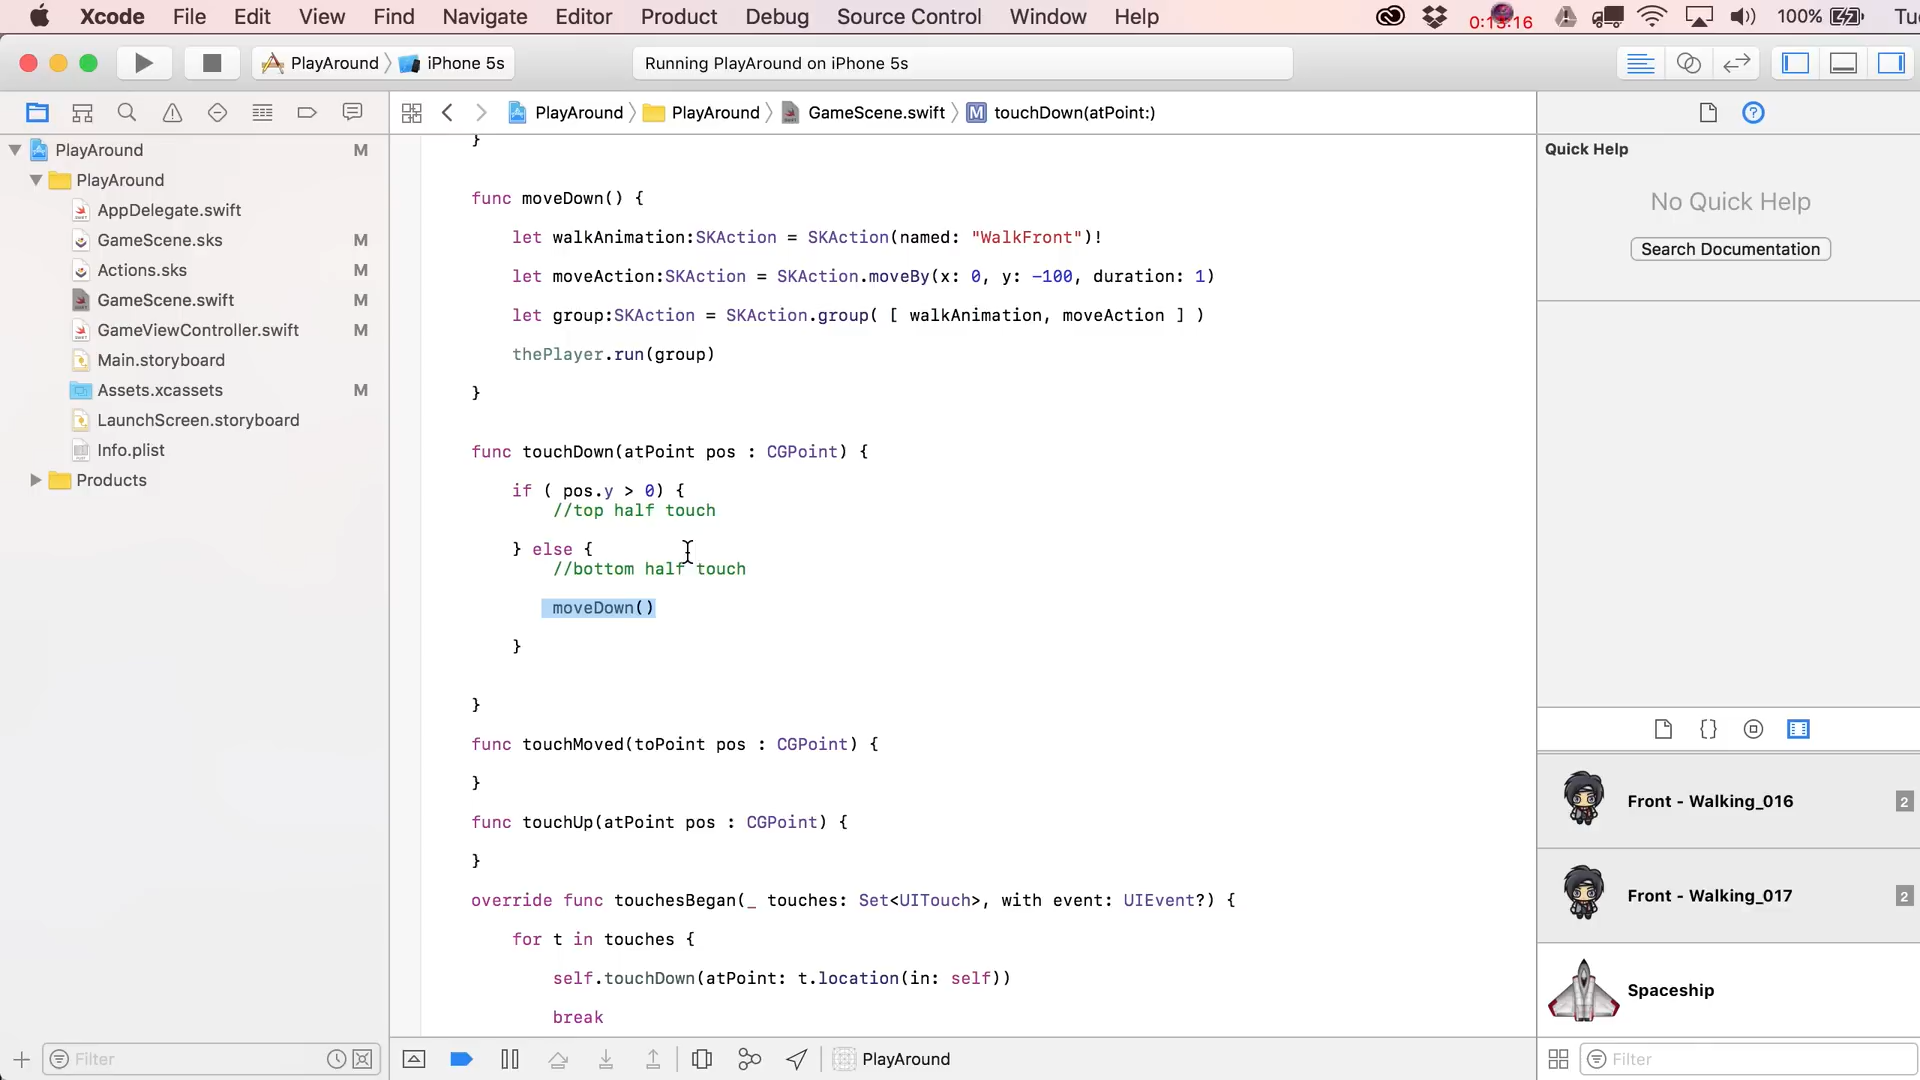 Xcode File Edit View Find Navigate Editor Product Debug Source Control Window Help 0:13:16 100% Tu
PlayAround iPhone 5s Running PlayAround on iPhone 5s
PlayAround PlayAround GameScene.swift M touchDown(atPoint:)
PlayAround M
PlayAround
AppDelegate.swift
GameScene.sks M
Actions.sks M
GameScene.swift M
GameViewController.swift M
Main.storyboard
Assets.xcassets M
LaunchScreen.storyboard
Info.plist
Products
Filter
}
func moveDown() {
let walkAnimation:SKAction = SKAction(named: "WalkFront")!
let moveAction:SKAction = SKAction.moveBy(x: 0, y: -100, duration: 1)
let group:SKAction = SKAction.group( [ walkAnimation, moveAction ] )
thePlayer.run(group)
}
func touchDown(atPoint pos : CGPoint) {
if ( pos.y > 0) {
//top half touch
} else {
//bottom half touch
moveDown()
}
}
func touchMoved(toPoint pos : CGPoint) {
}
func touchUp(atPoint pos : CGPoint) {
}
override func touchesBegan(_ touches: Set<UITouch>, with event: UIEvent?) {
for t in touches {
self.touchDown(atPoint: t.location(in: self))
break
PlayAround
Quick Help
No Quick Help
Search Documentation
Front - Walking_016 2
Front - Walking_017 2
Spaceship
Filter